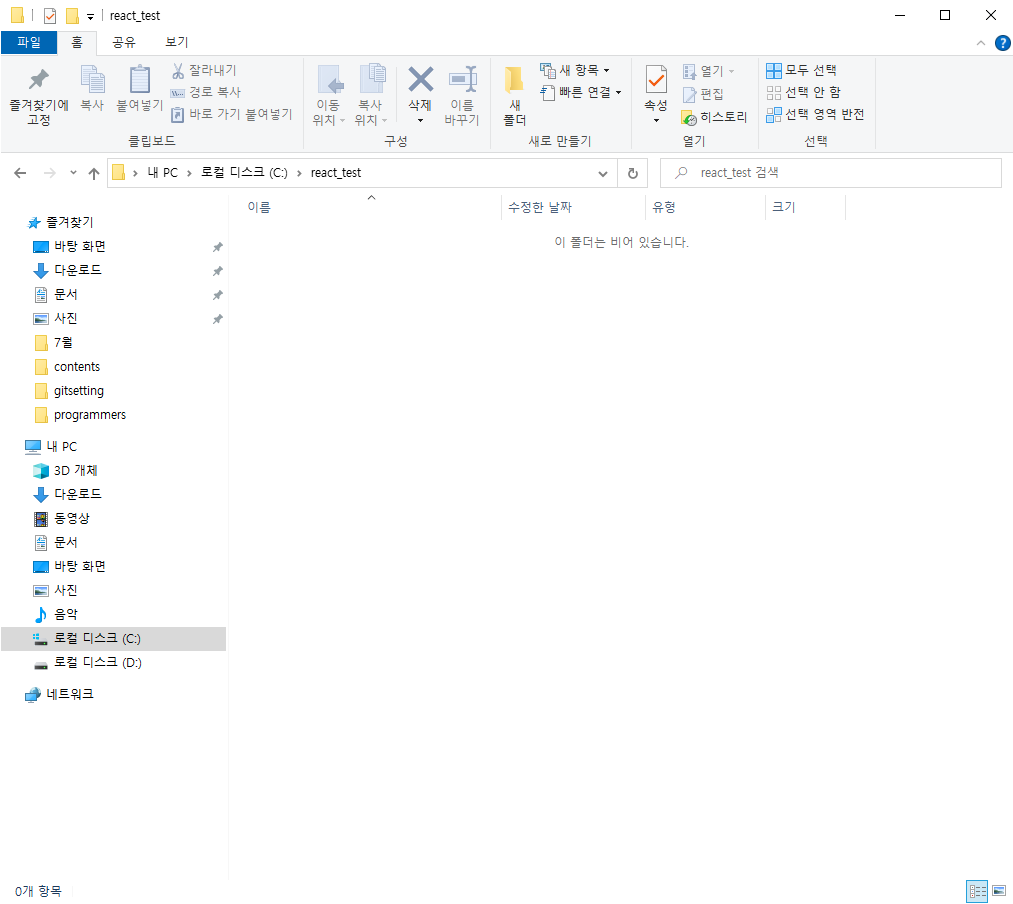 react_test
파일 홈 공유 보기
즐겨찾기에 고정
복사
붙여넣기
잘라내기
경로 복사
바로 가기 붙여넣기
클립보드
이동 위치
복사 위치
삭제
이름 바꾸기
구성
새 폴더
새 항목
빠른 연결
새로 만들기
속성
열기
편집
히스토리
열기
모두 선택
선택 안 함
선택 영역 반전
선택
내 PC > 로컬 디스크 (C:) > react_test
react_test 검색
이름 수정한 날짜 유형 크기
이 폴더는 비어 있습니다.
즐겨찾기
바탕 화면
다운로드
문서
사진
7월
contents
gitsetting
programmers
내 PC
3D 개체
다운로드
동영상
문서
바탕 화면
사진
음악
로컬 디스크 (C:)
로컬 디스크 (D:)
네트워크
0개 항목